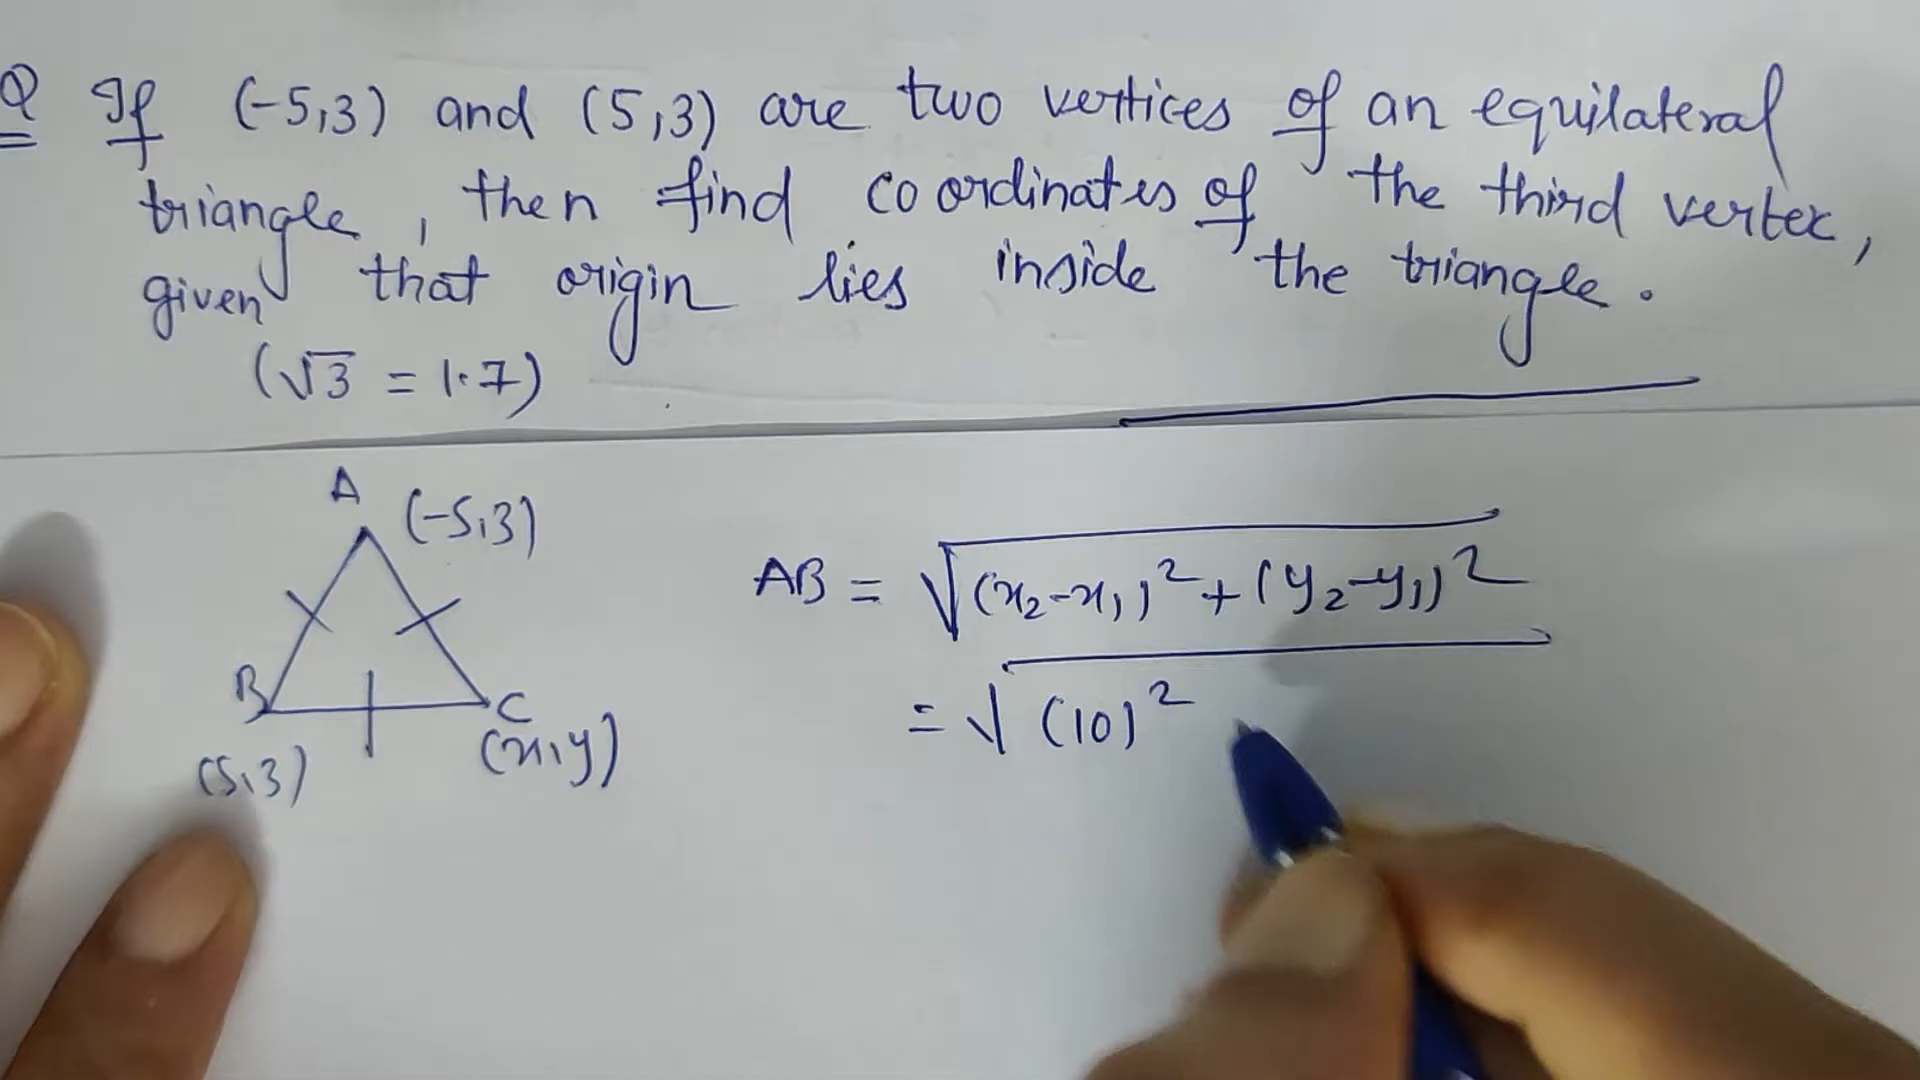 Q If (-5,3) and (5,3) are two vertices of an equilateral
triangle, then find coordinates of the third vertex,
given that origin lies inside the triangle.
(√3 = 1.7)
A (-5,3)
B
(5,3)
C
(x,y)
AB = √(x₂-x₁)² + (y₂-y₁)²
= √(10)²